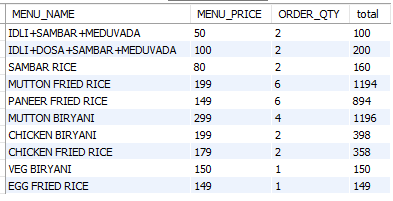 MENU_NAME MENU_PRICE ORDER_QTY total
IDLI+SAMBAR+MEDUVADA 50 2 100
IDLI+DOSA+SAMBAR+MEDUVADA 100 2 200
SAMBAR RICE 80 2 160
MUTTON FRIED RICE 199 6 1194
PANEER FRIED RICE 149 6 894
MUTTON BIRYANI 299 4 1196
CHICKEN BIRYANI 199 2 398
CHICKEN FRIED RICE 179 2 358
VEG BIRYANI 150 1 150
EGG FRIED RICE 149 1 149